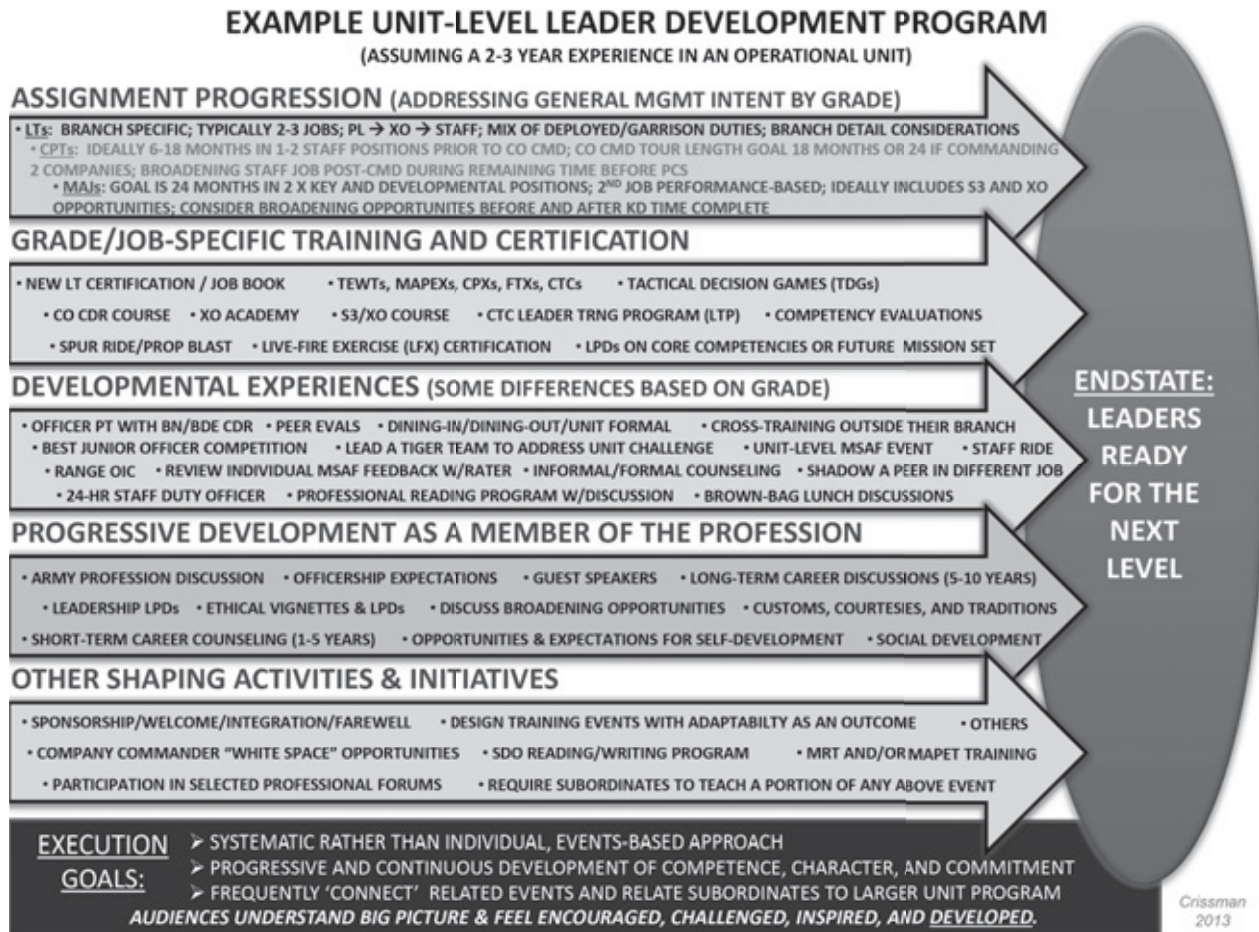 EXAMPLE UNIT-LEVEL LEADER DEVELOPMENT PROGRAM
(ASSUMING A 2-3 YEAR EXPERIENCE IN AN OPERATIONAL UNIT)
ASSIGNMENT PROGRESSION (ADDRESSING GENERAL MGMT INTENT BY GRADE)
• LTs: BRANCH SPECIFIC; TYPICALLY 2-3 JOBS; PL → XO → STAFF; MIX OF DEPLOYED/GARRISON DUTIES; BRANCH DETAIL CONSIDERATIONS
• CPTs: IDEALLY 6-18 MONTHS IN 1-2 STAFF POSITIONS PRIOR TO CO CMD; CO CMD TOUR LENGTH GOAL 18 MONTHS OR 24 IF COMMANDING
2 COMPANIES; BROADENING STAFF JOB POST-CMD DURING REMAINING TIME BEFORE PCS
• MAJs: GOAL IS 24 MONTHS IN 2 X KEY AND DEVELOPMENTAL POSITIONS; 2ND JOB PERFORMANCE-BASED; IDEALLY INCLUDES S3 AND XO
OPPORTUNITIES; CONSIDER BROADENING OPPORTUNITES BEFORE AND AFTER KD TIME COMPLETE
GRADE/JOB-SPECIFIC TRAINING AND CERTIFICATION
• NEW LT CERTIFICATION / JOB BOOK • TEWTs, MAPEXs, CPXs, FTXs, CTCs • TACTICAL DECISION GAMES (TDGs)
• CO CDR COURSE • XO ACADEMY • S3/XO COURSE • CTC LEADER TRNG PROGRAM (LTP) • COMPETENCY EVALUATIONS
• SPUR RIDE/PROP BLAST • LIVE-FIRE EXERCISE (LFX) CERTIFICATION • LPDs ON CORE COMPETENCIES OR FUTURE MISSION SET
DEVELOPMENTAL EXPERIENCES (SOME DIFFERENCES BASED ON GRADE)
• OFFICER PT WITH BN/BDE CDR • PEER EVALS • DINING-IN/DINING-OUT/UNIT FORMAL • CROSS-TRAINING OUTSIDE THEIR BRANCH
• BEST JUNIOR OFFICER COMPETITION • LEAD A TIGER TEAM TO ADDRESS UNIT CHALLENGE • UNIT-LEVEL MSAF EVENT • STAFF RIDE
• RANGE OIC • REVIEW INDIVIDUAL MSAF FEEDBACK W/RATER • INFORMAL/FORMAL COUNSELING • SHADOW A PEER IN DIFFERENT JOB
• 24-HR STAFF DUTY OFFICER • PROFESSIONAL READING PROGRAM W/DISCUSSION • BROWN-BAG LUNCH DISCUSSIONS
PROGRESSIVE DEVELOPMENT AS A MEMBER OF THE PROFESSION
• ARMY PROFESSION DISCUSSION • OFFICERSHIP EXPECTATIONS • GUEST SPEAKERS • LONG-TERM CAREER DISCUSSIONS (5-10 YEARS)
• LEADERSHIP LPDs • ETHICAL VIGNETTES & LPDs • DISCUSS BROADENING OPPORTUNITIES • CUSTOMS, COURTESIES, AND TRADITIONS
• SHORT-TERM CAREER COUNSELING (1-5 YEARS) • OPPORTUNITIES & EXPECTATIONS FOR SELF-DEVELOPMENT • SOCIAL DEVELOPMENT
OTHER SHAPING ACTIVITIES & INITIATIVES
• SPONSORSHIP/WELCOME/INTEGRATION/FAREWELL • DESIGN TRAINING EVENTS WITH ADAPTABILTY AS AN OUTCOME • OTHERS
• COMPANY COMMANDER “WHITE SPACE” OPPORTUNITIES • SDO READING/WRITING PROGRAM • MRT AND/OR MAPET TRAINING
• PARTICIPATION IN SELECTED PROFESSIONAL FORUMS • REQUIRE SUBORDINATES TO TEACH A PORTION OF ANY ABOVE EVENT
ENDSTATE:
LEADERS
READY
FOR THE
NEXT
LEVEL
EXECUTION
GOALS:
➢ SYSTEMATIC RATHER THAN INDIVIDUAL, EVENTS-BASED APPROACH
➢ PROGRESSIVE AND CONTINUOUS DEVELOPMENT OF COMPETENCE, CHARACTER, AND COMMITMENT
➢ FREQUENTLY ‘CONNECT’ RELATED EVENTS AND RELATE SUBORDINATES TO LARGER UNIT PROGRAM
AUDIENCES UNDERSTAND BIG PICTURE & FEEL ENCOURAGED, CHALLENGED, INSPIRED, AND DEVELOPED.
Crissman
2013